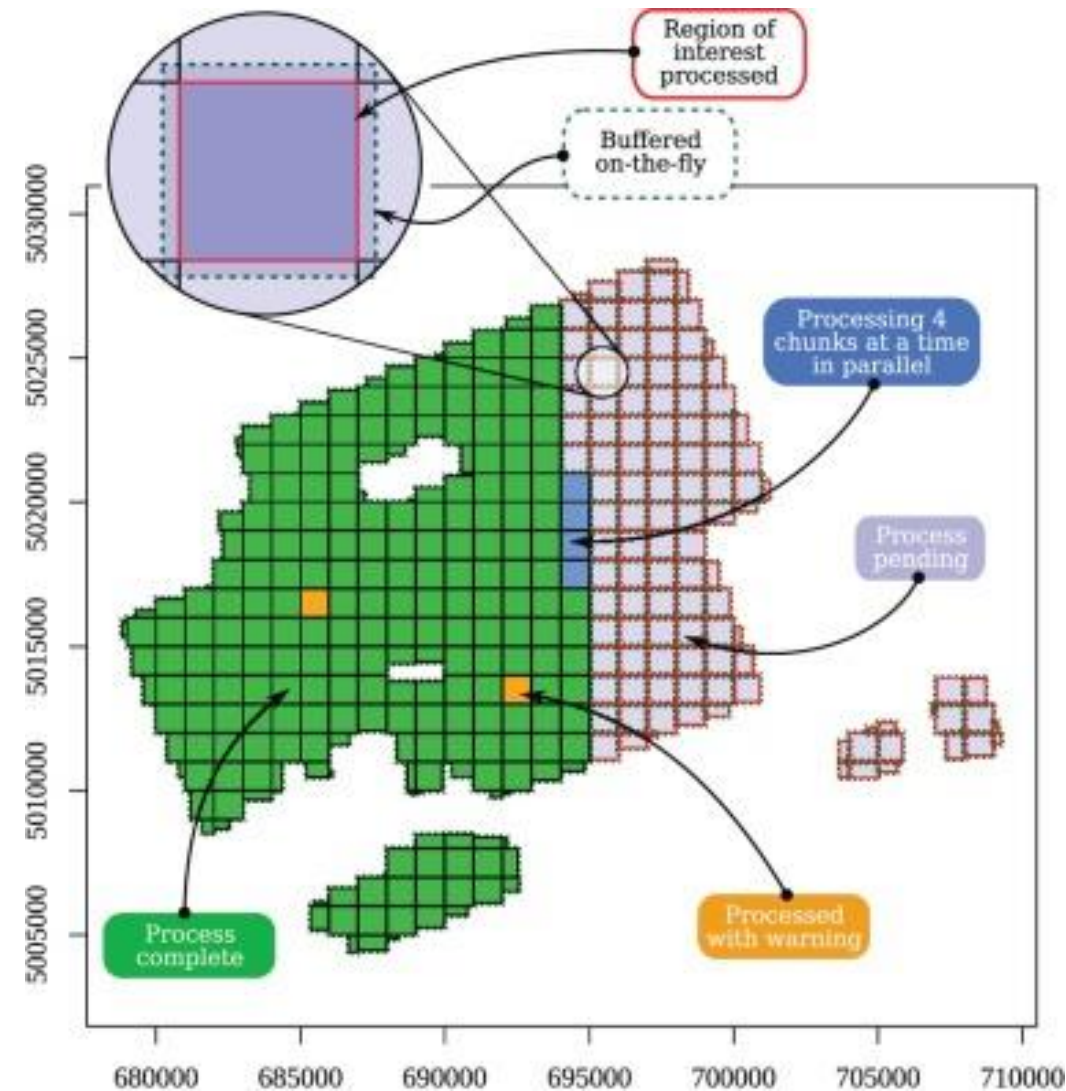 Region of
interest
processed
Buffered
on-the-fly
Processing 4
chunks at a time
in parallel
Process
pending
Processed
with warning
Process
complete
5030000
5025000
5020000
5015000
5010000
5005000
680000
685000
690000
695000
700000
705000
710000